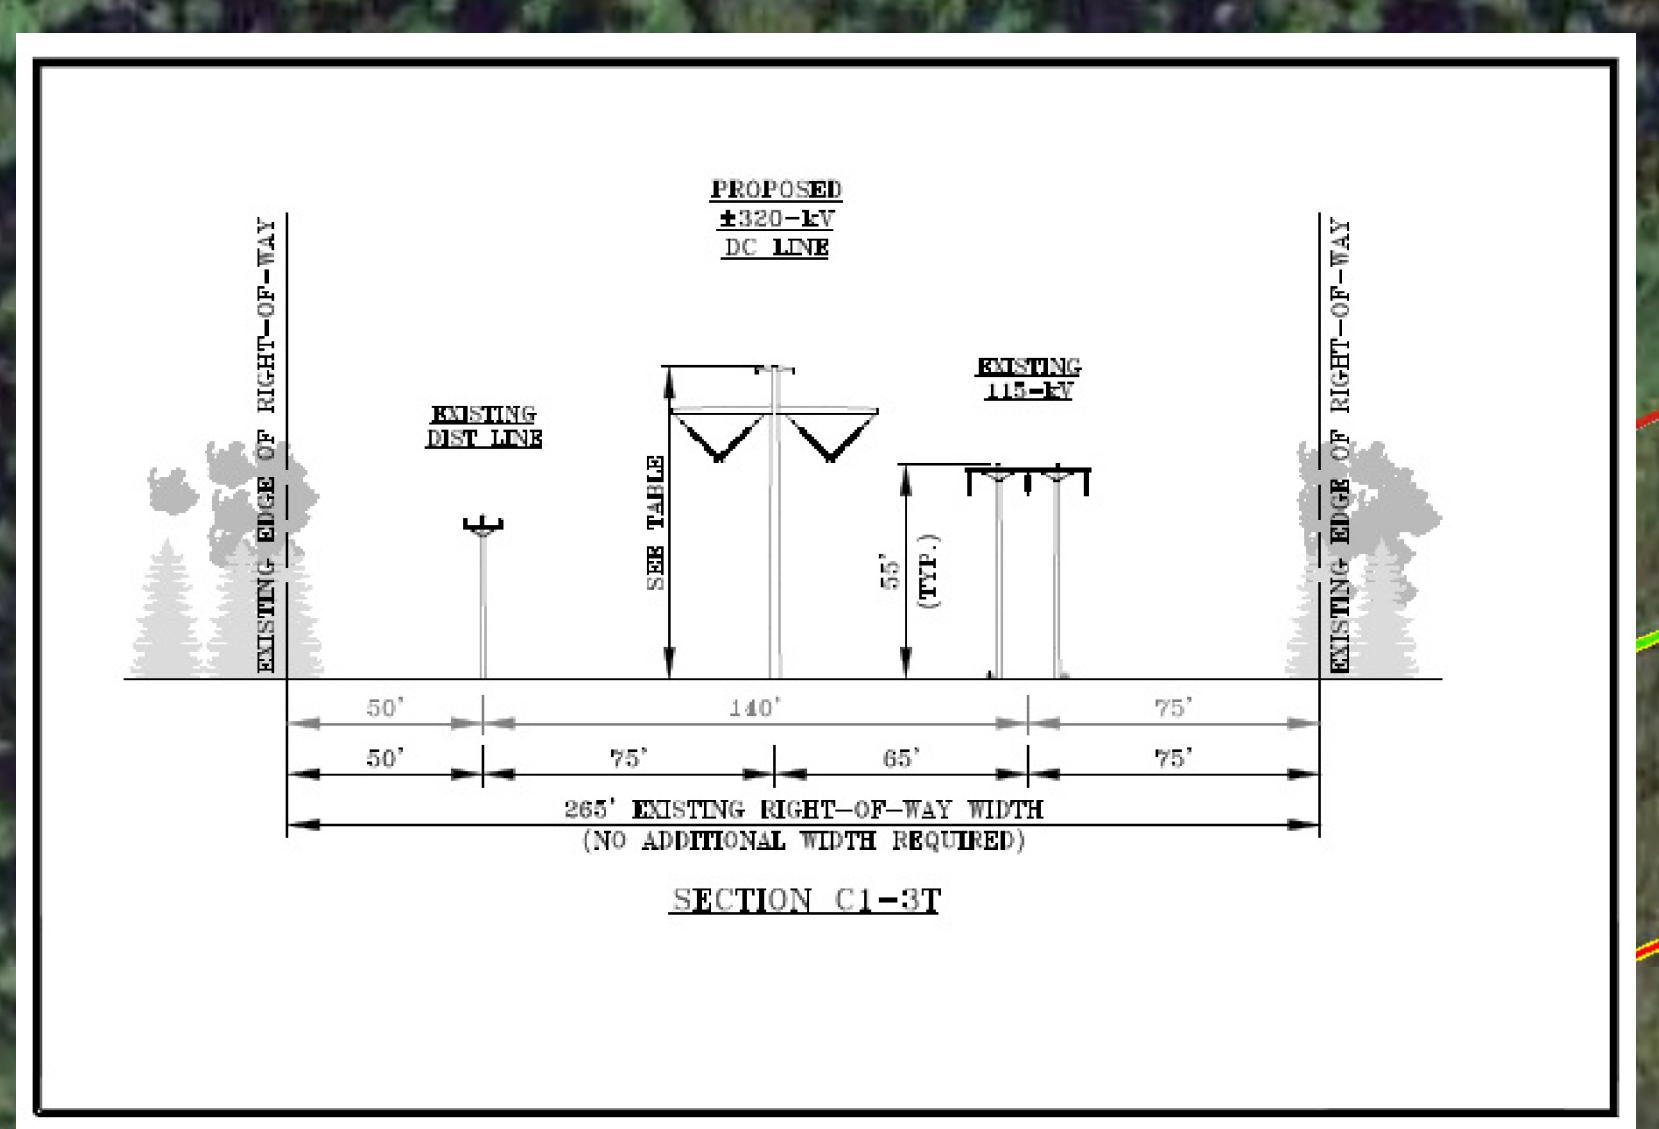 PROPOSED
±320-kV
DC LINE
EXISTING
115-kV
EXISTING
DIST LINE
EXISTING EDGE OF RIGHT-OF-WAY
EXISTING EDGE OF RIGHT-OF-WAY
SEE TABLE
55'
(TYP.)
50' 140' 75'
50' 75' 65' 75'
265' EXISTING RIGHT-OF-WAY WIDTH
(NO ADDITIONAL WIDTH REQUIRED)
SECTION C1-3T